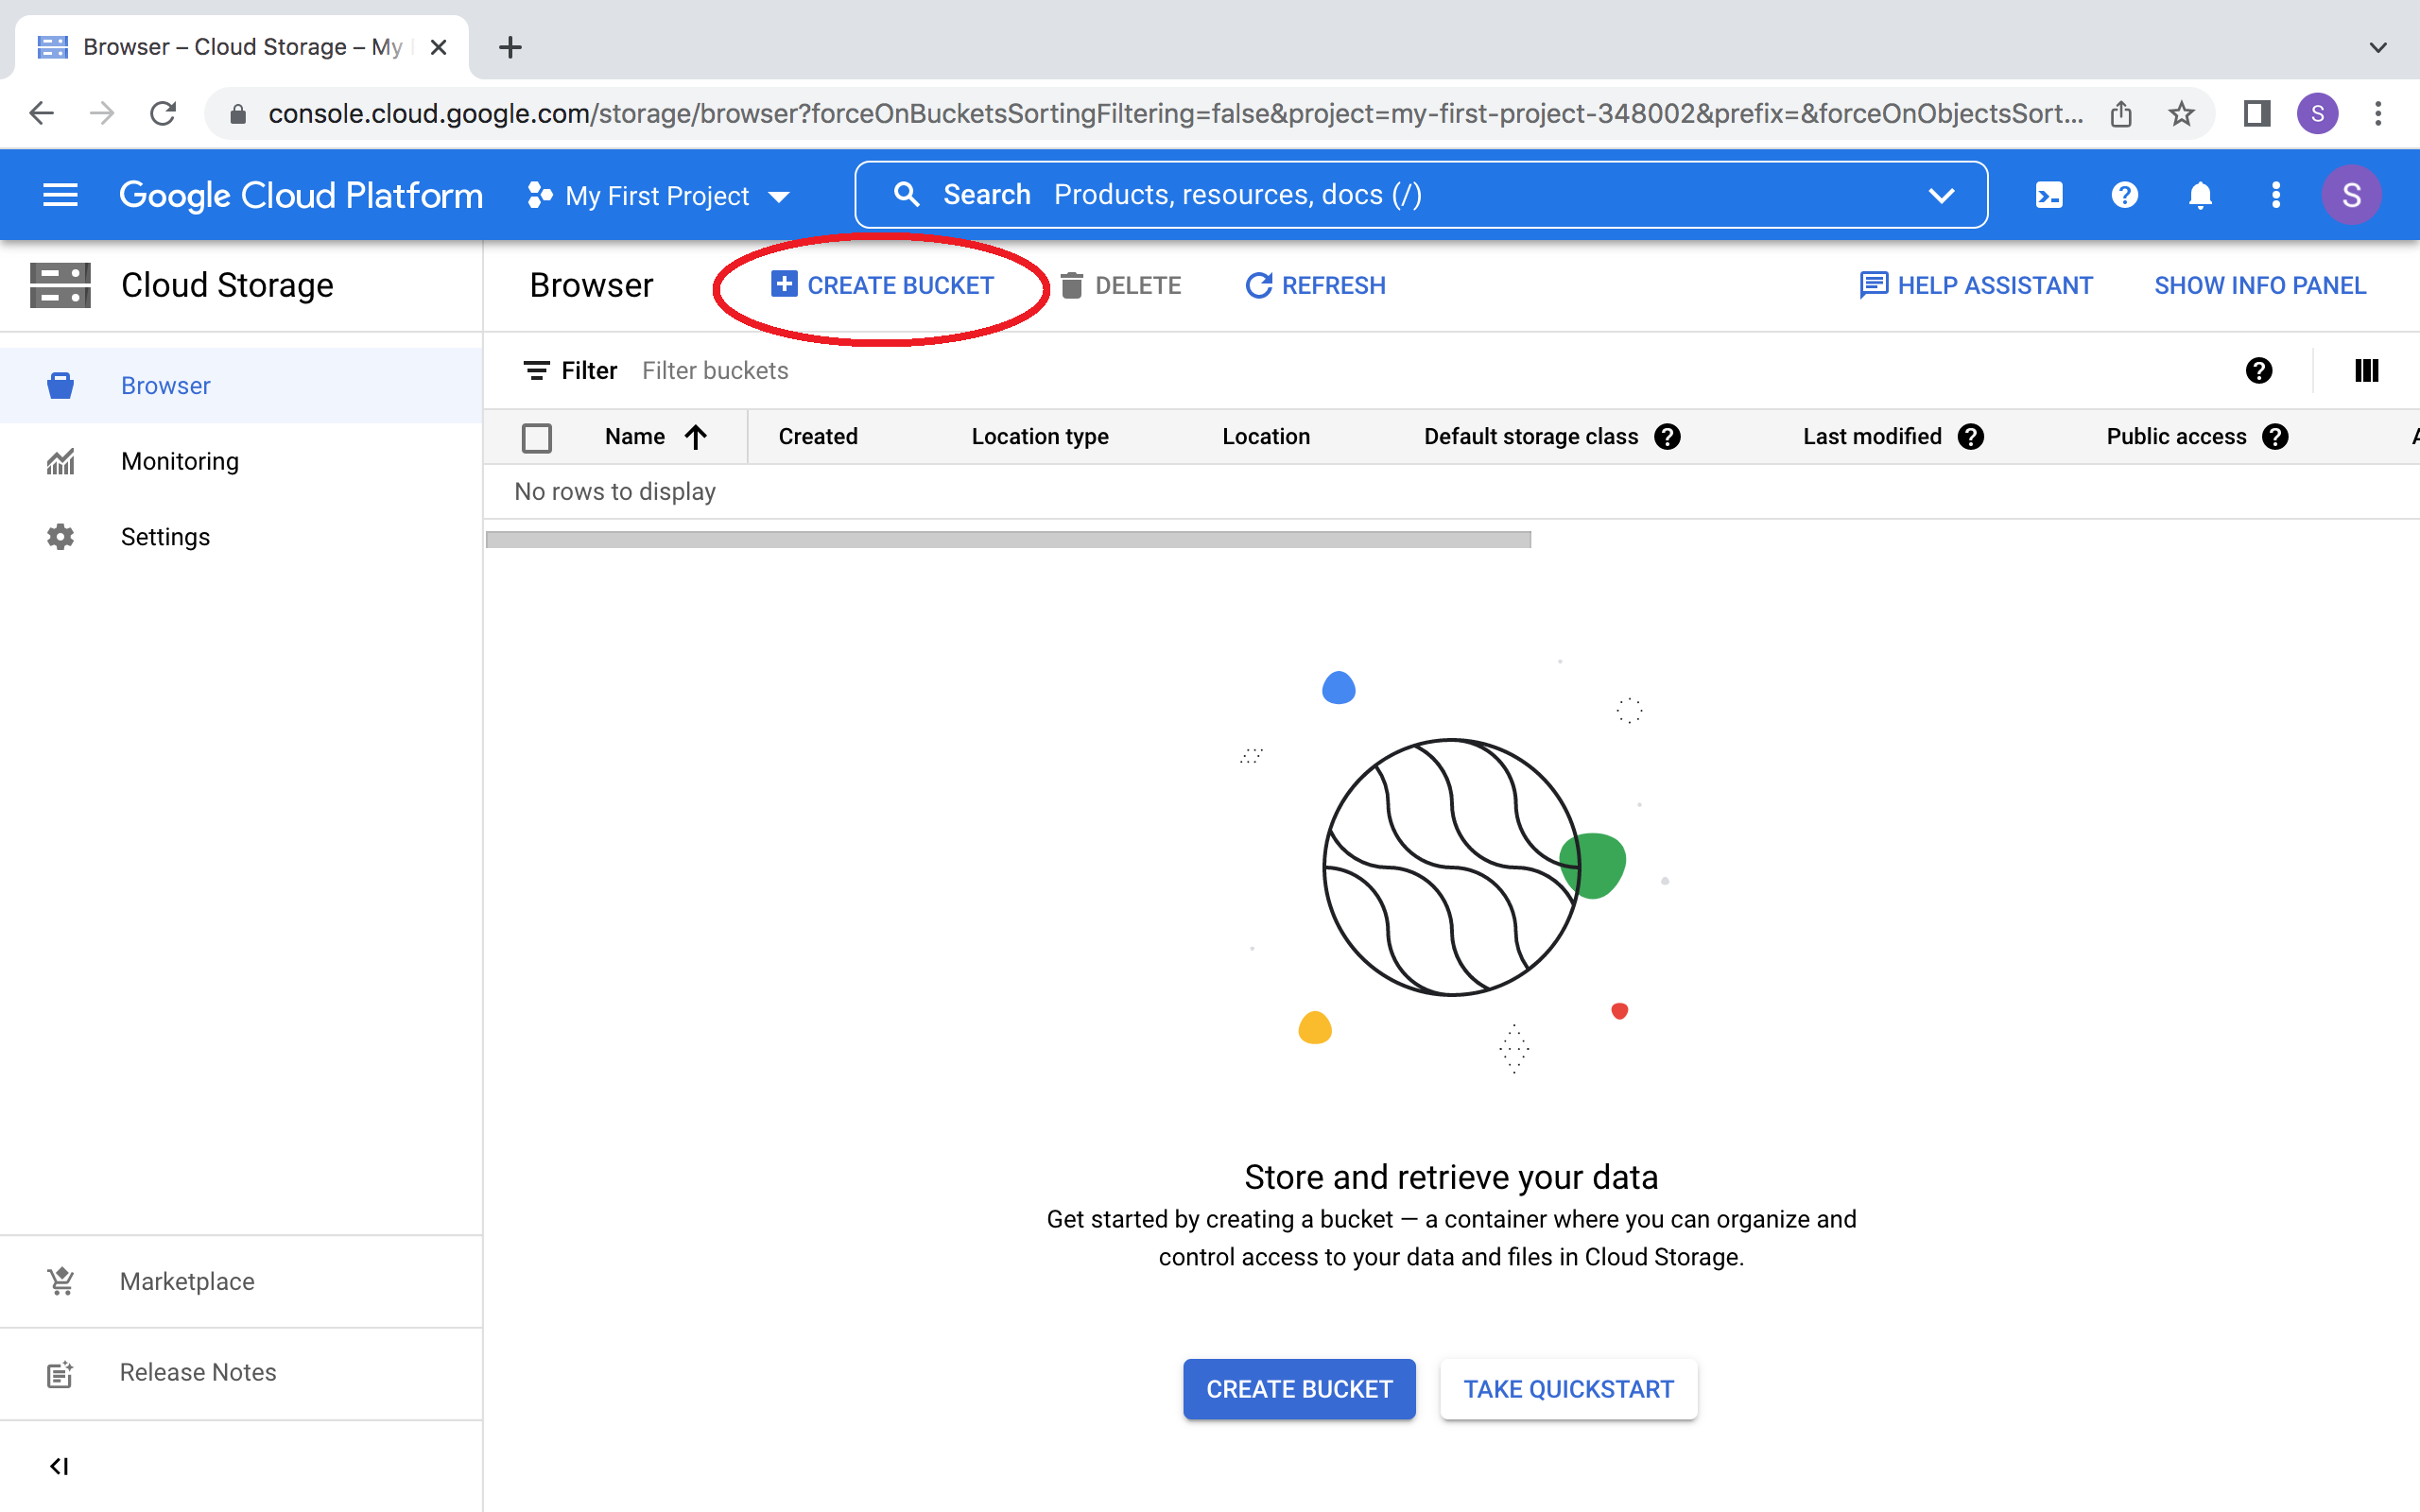 Browser – Cloud Storage – My
console.cloud.google.com/storage/browser?forceOnBucketsSortingFiltering=false&project=my-first-project-348002&prefix=&forceOnObjectsSort...
S
Google Cloud Platform
My First Project
Search Products, resources, docs (/)
S
Cloud Storage
Browser
CREATE BUCKET
DELETE
REFRESH
HELP ASSISTANT
SHOW INFO PANEL
Browser
Monitoring
Settings
Filter Filter buckets
Name Created Location type Location Default storage class Last modified Public access
No rows to display
Store and retrieve your data
Get started by creating a bucket — a container where you can organize and
control access to your data and files in Cloud Storage.
CREATE BUCKET
TAKE QUICKSTART
Marketplace
Release Notes